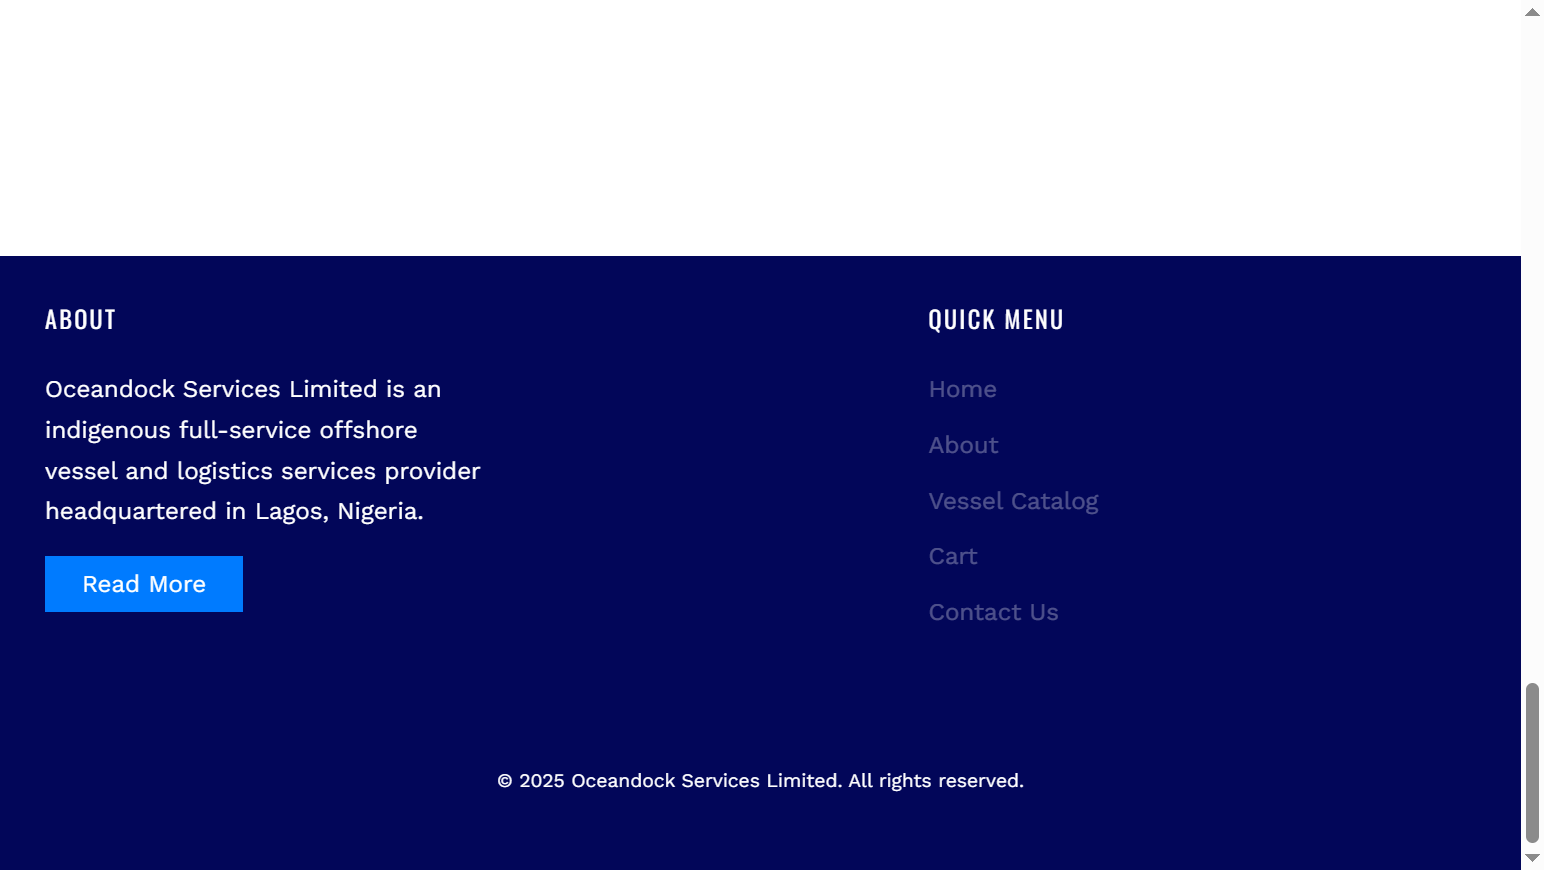 ABOUT
Oceandock Services Limited is an
indigenous full-service offshore
vessel and logistics services provider
headquartered in Lagos, Nigeria.
Read More
QUICK MENU
Home
About
Vessel Catalog
Cart
Contact Us
© 2025 Oceandock Services Limited. All rights reserved.